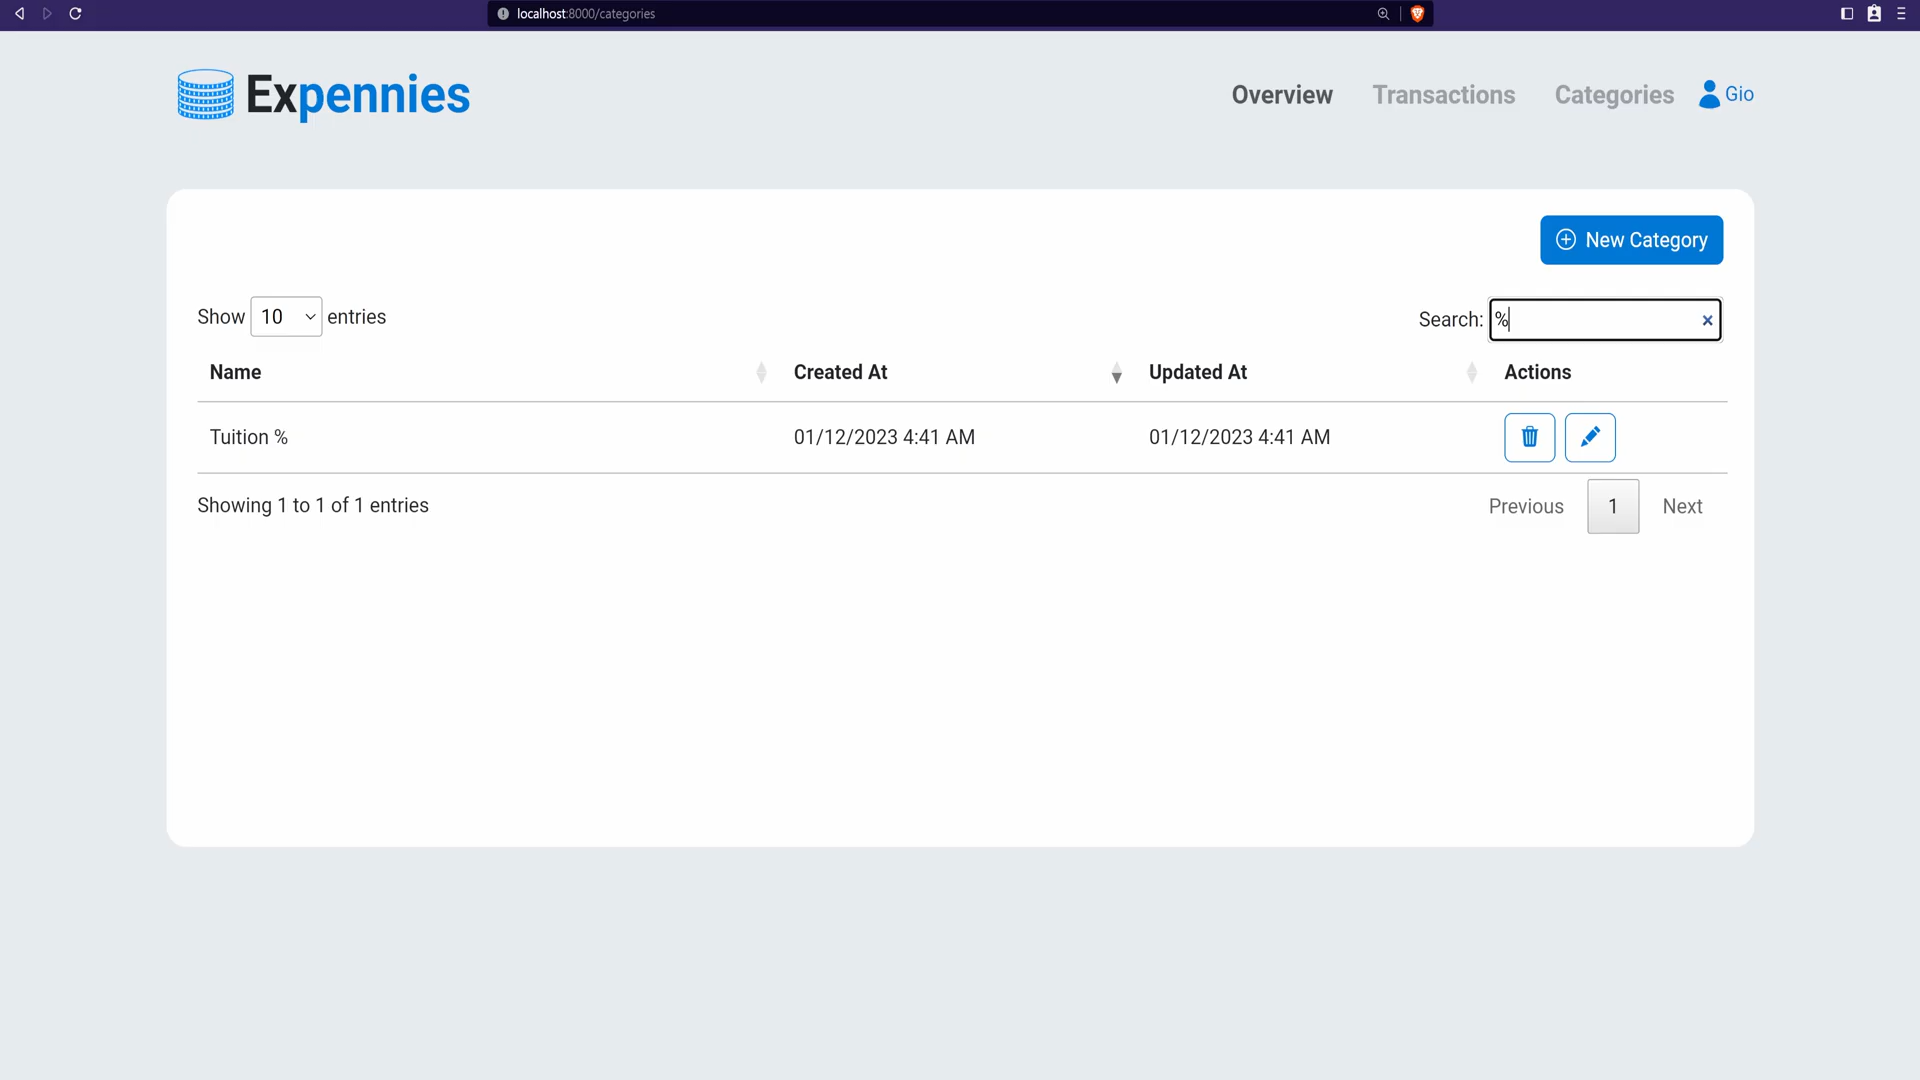 localhost:8000/categories
Expennies
Overview Transactions Categories Gio
New Category
Show 10 entries Search: %
Name Created At Updated At Actions
Tuition % 01/12/2023 4:41 AM 01/12/2023 4:41 AM
Showing 1 to 1 of 1 entries Previous 1 Next